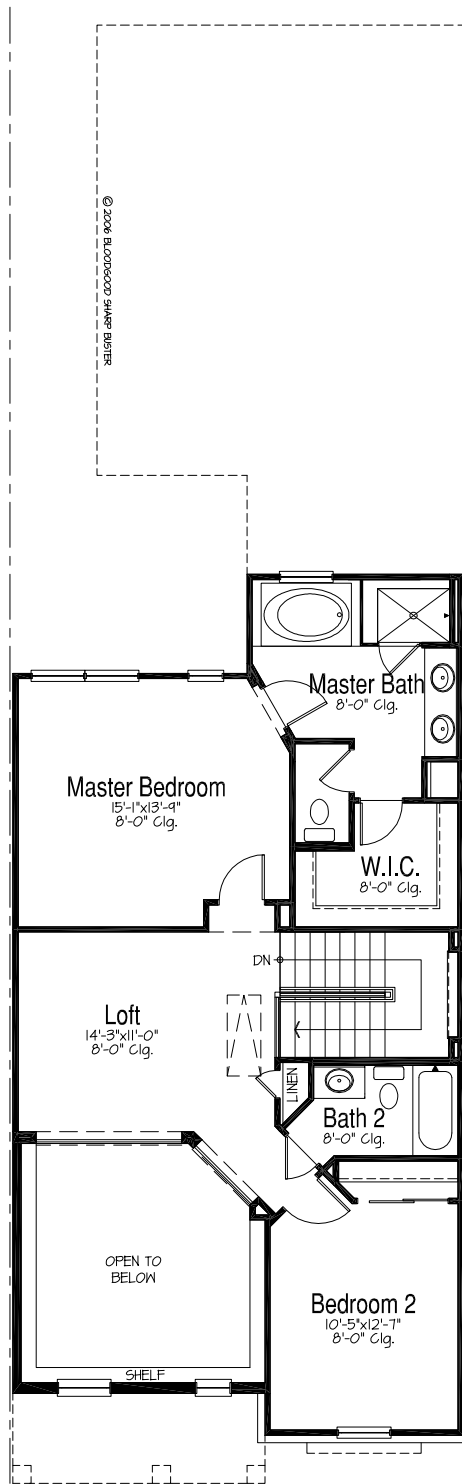 © 2006 BLOODGOOD SHARP BUSTER
Master Bath
8'-0" Clg.
Master Bedroom
15'-1"x13'-9"
8'-0" Clg.
W.I.C.
8'-0" Clg.
DN
Loft
14'-3"x11'-0"
8'-0" Clg.
LINEN
Bath 2
8'-0" Clg.
OPEN TO
BELOW
Bedroom 2
10'-5"x12'-7"
8'-0" Clg.
SHELF